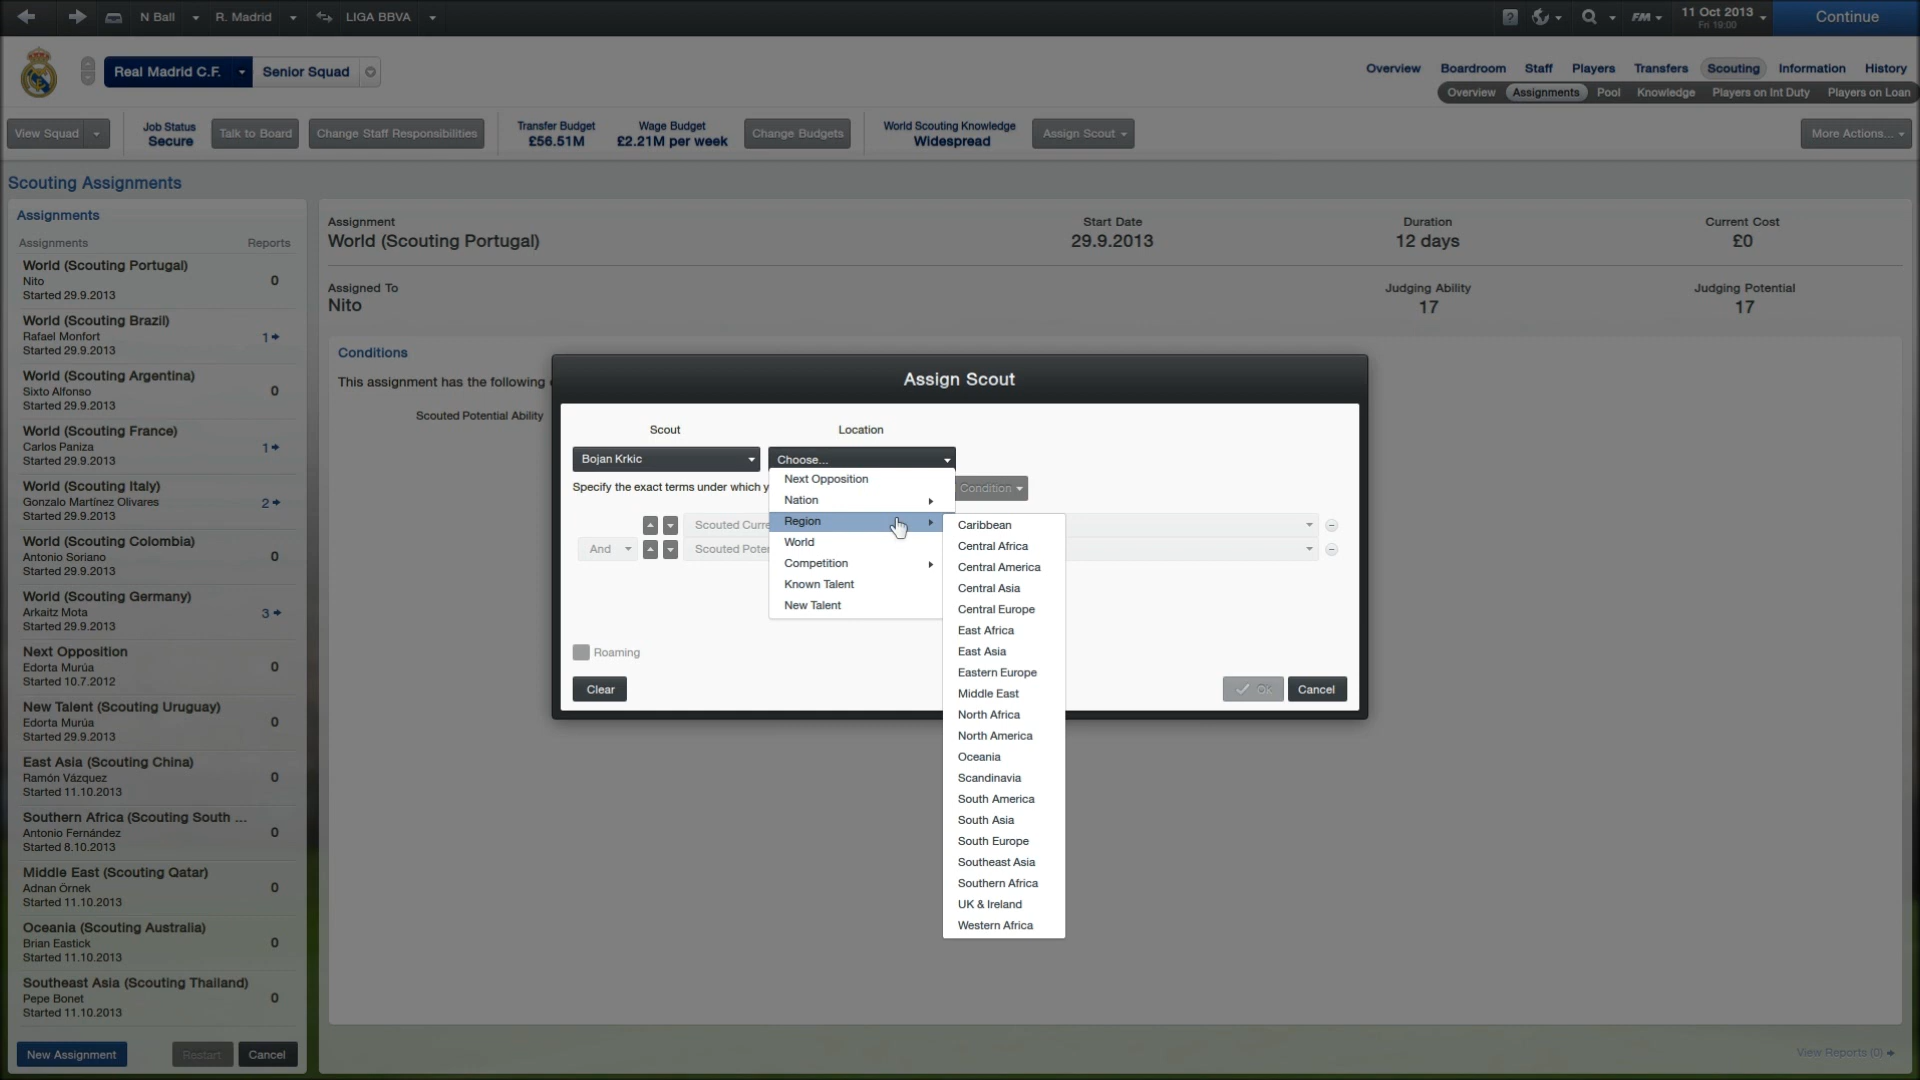 N Ball
R. Madrid
LIGA BBVA
FM
11 Oct 2013
Fri 19:00
Continue
Real Madrid C.F.
Senior Squad
Overview
Boardroom
Staff
Players
Transfers
Scouting
Information
History
Overview
Assignments
Pool
Knowledge
Players on Int Duty
Players on Loan
View Squad
Job Status
Secure
Talk to Board
Change Staff Responsibilities
Transfer Budget
£56.51M
Wage Budget
£2.21M per week
Change Budgets
World Scouting Knowledge
Widespread
Assign Scout
More Actions...
Scouting Assignments
Assignments
Assignments Reports
World (Scouting Portugal)
Nito 0
Started 29.9.2013
World (Scouting Brazil)
Rafael Monfort 1
Started 29.9.2013
World (Scouting Argentina)
Sixto Alfonso 0
Started 29.9.2013
World (Scouting France)
Carlos Paniza 1
Started 29.9.2013
World (Scouting Italy)
Gonzalo Martínez Olivares 2
Started 29.9.2013
World (Scouting Colombia)
Antonio Soriano 0
Started 29.9.2013
World (Scouting Germany)
Arkaitz Mota 3
Started 29.9.2013
Next Opposition
Edorta Murúa 0
Started 10.7.2012
New Talent (Scouting Uruguay)
Edorta Murúa 0
Started 29.9.2013
East Asia (Scouting China)
Ramón Vázquez 0
Started 11.10.2013
Southern Africa (Scouting South ...
Antonio Fernández 0
Started 8.10.2013
Middle East (Scouting Qatar)
Adnan Örnek 0
Started 11.10.2013
Oceania (Scouting Australia)
Brian Eastick 0
Started 11.10.2013
Southeast Asia (Scouting Thailand)
Pepe Bonet 0
Started 11.10.2013
New Assignment
Restart
Cancel
Assignment
World (Scouting Portugal)
Start Date
29.9.2013
Duration
12 days
Current Cost
£0
Assigned To
Nito
Judging Ability
17
Judging Potential
17
Conditions
This assignment has the following
Scouted Potential Ability
Assign Scout
Scout
Location
Bojan Krkic
Choose...
Specify the exact terms under which y
Condition
Scouted Curre
And
Scouted Poten
Roaming
Clear
Ok
Cancel
Next Opposition
Nation
Region
World
Competition
Known Talent
New Talent
Caribbean
Central Africa
Central America
Central Asia
Central Europe
East Africa
East Asia
Eastern Europe
Middle East
North Africa
North America
Oceania
Scandinavia
South America
South Asia
South Europe
Southeast Asia
Southern Africa
UK & Ireland
Western Africa
View Reports (0)